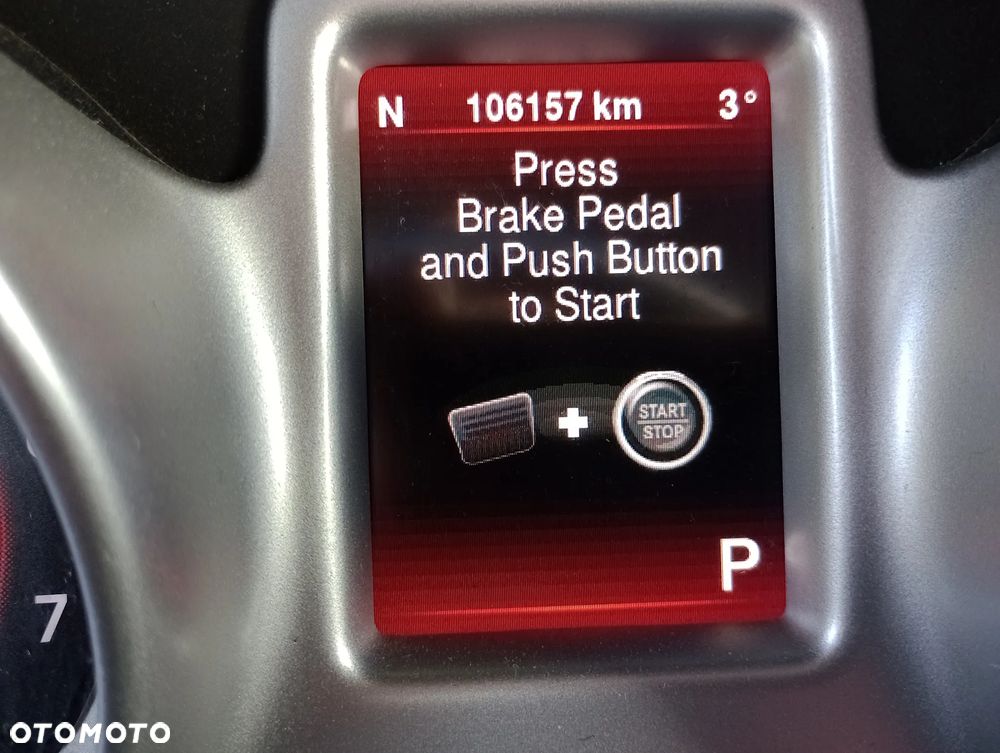 N 106157 km 3°
Press
Brake Pedal
and Push Button
to Start
START
STOP
P
7
OTOMOTO